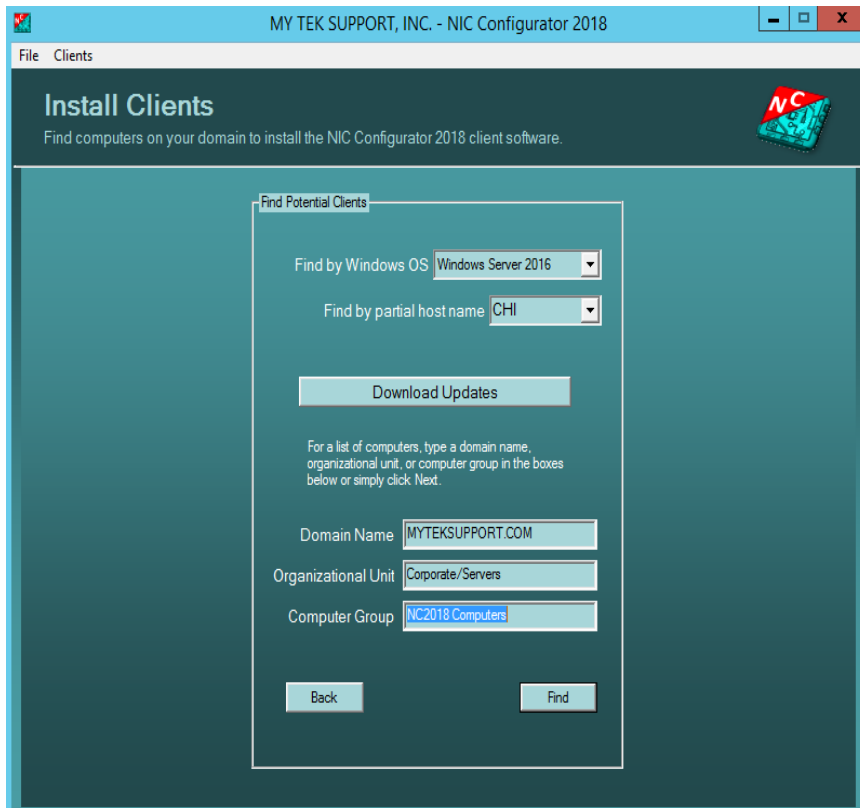 MY TEK SUPPORT, INC. - NIC Configurator 2018
File Clients
Install Clients
Find computers on your domain to install the NIC Configurator 2018 client software.
NC
Find Potential Clients
Find by Windows OS Windows Server 2016
Find by partial host name CHI
Download Updates
For a list of computers, type a domain name,
organizational unit, or computer group in the boxes
below or simply click Next.
Domain Name MYTEKSUPPORT.COM
Organizational Unit Corporate/Servers
Computer Group NC2018 Computers
Back Find